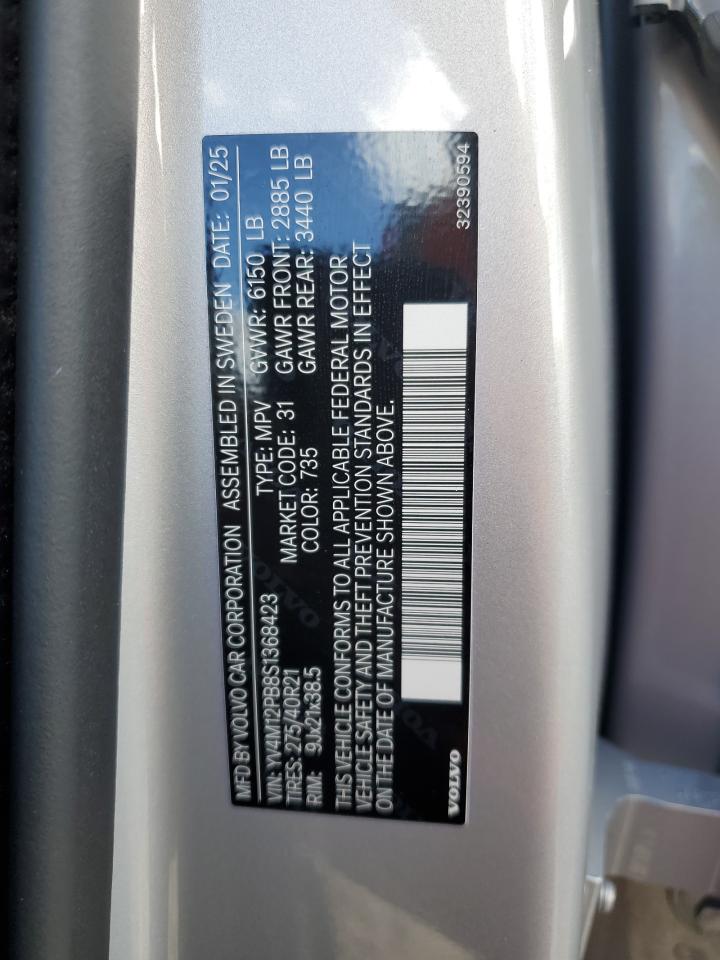 MFD BY VOLVO CAR CORPORATION ASSEMBLED IN SWEDEN DATE: 01/25
VIN: YV4M12PB8S1368423 TYPE: MPV GVWR: 6150 LB
TIRES: 275/40R21 MARKET CODE: 31 GAWR FRONT: 2885 LB
RIM: 9Jx21x38.5 COLOR: 735 GAWR REAR: 3440 LB
THIS VEHICLE CONFORMS TO ALL APPLICABLE FEDERAL MOTOR
VEHICLE SAFETY AND THEFT PREVENTION STANDARDS IN EFFECT
ON THE DATE OF MANUFACTURE SHOWN ABOVE.
VOLVO 32390594